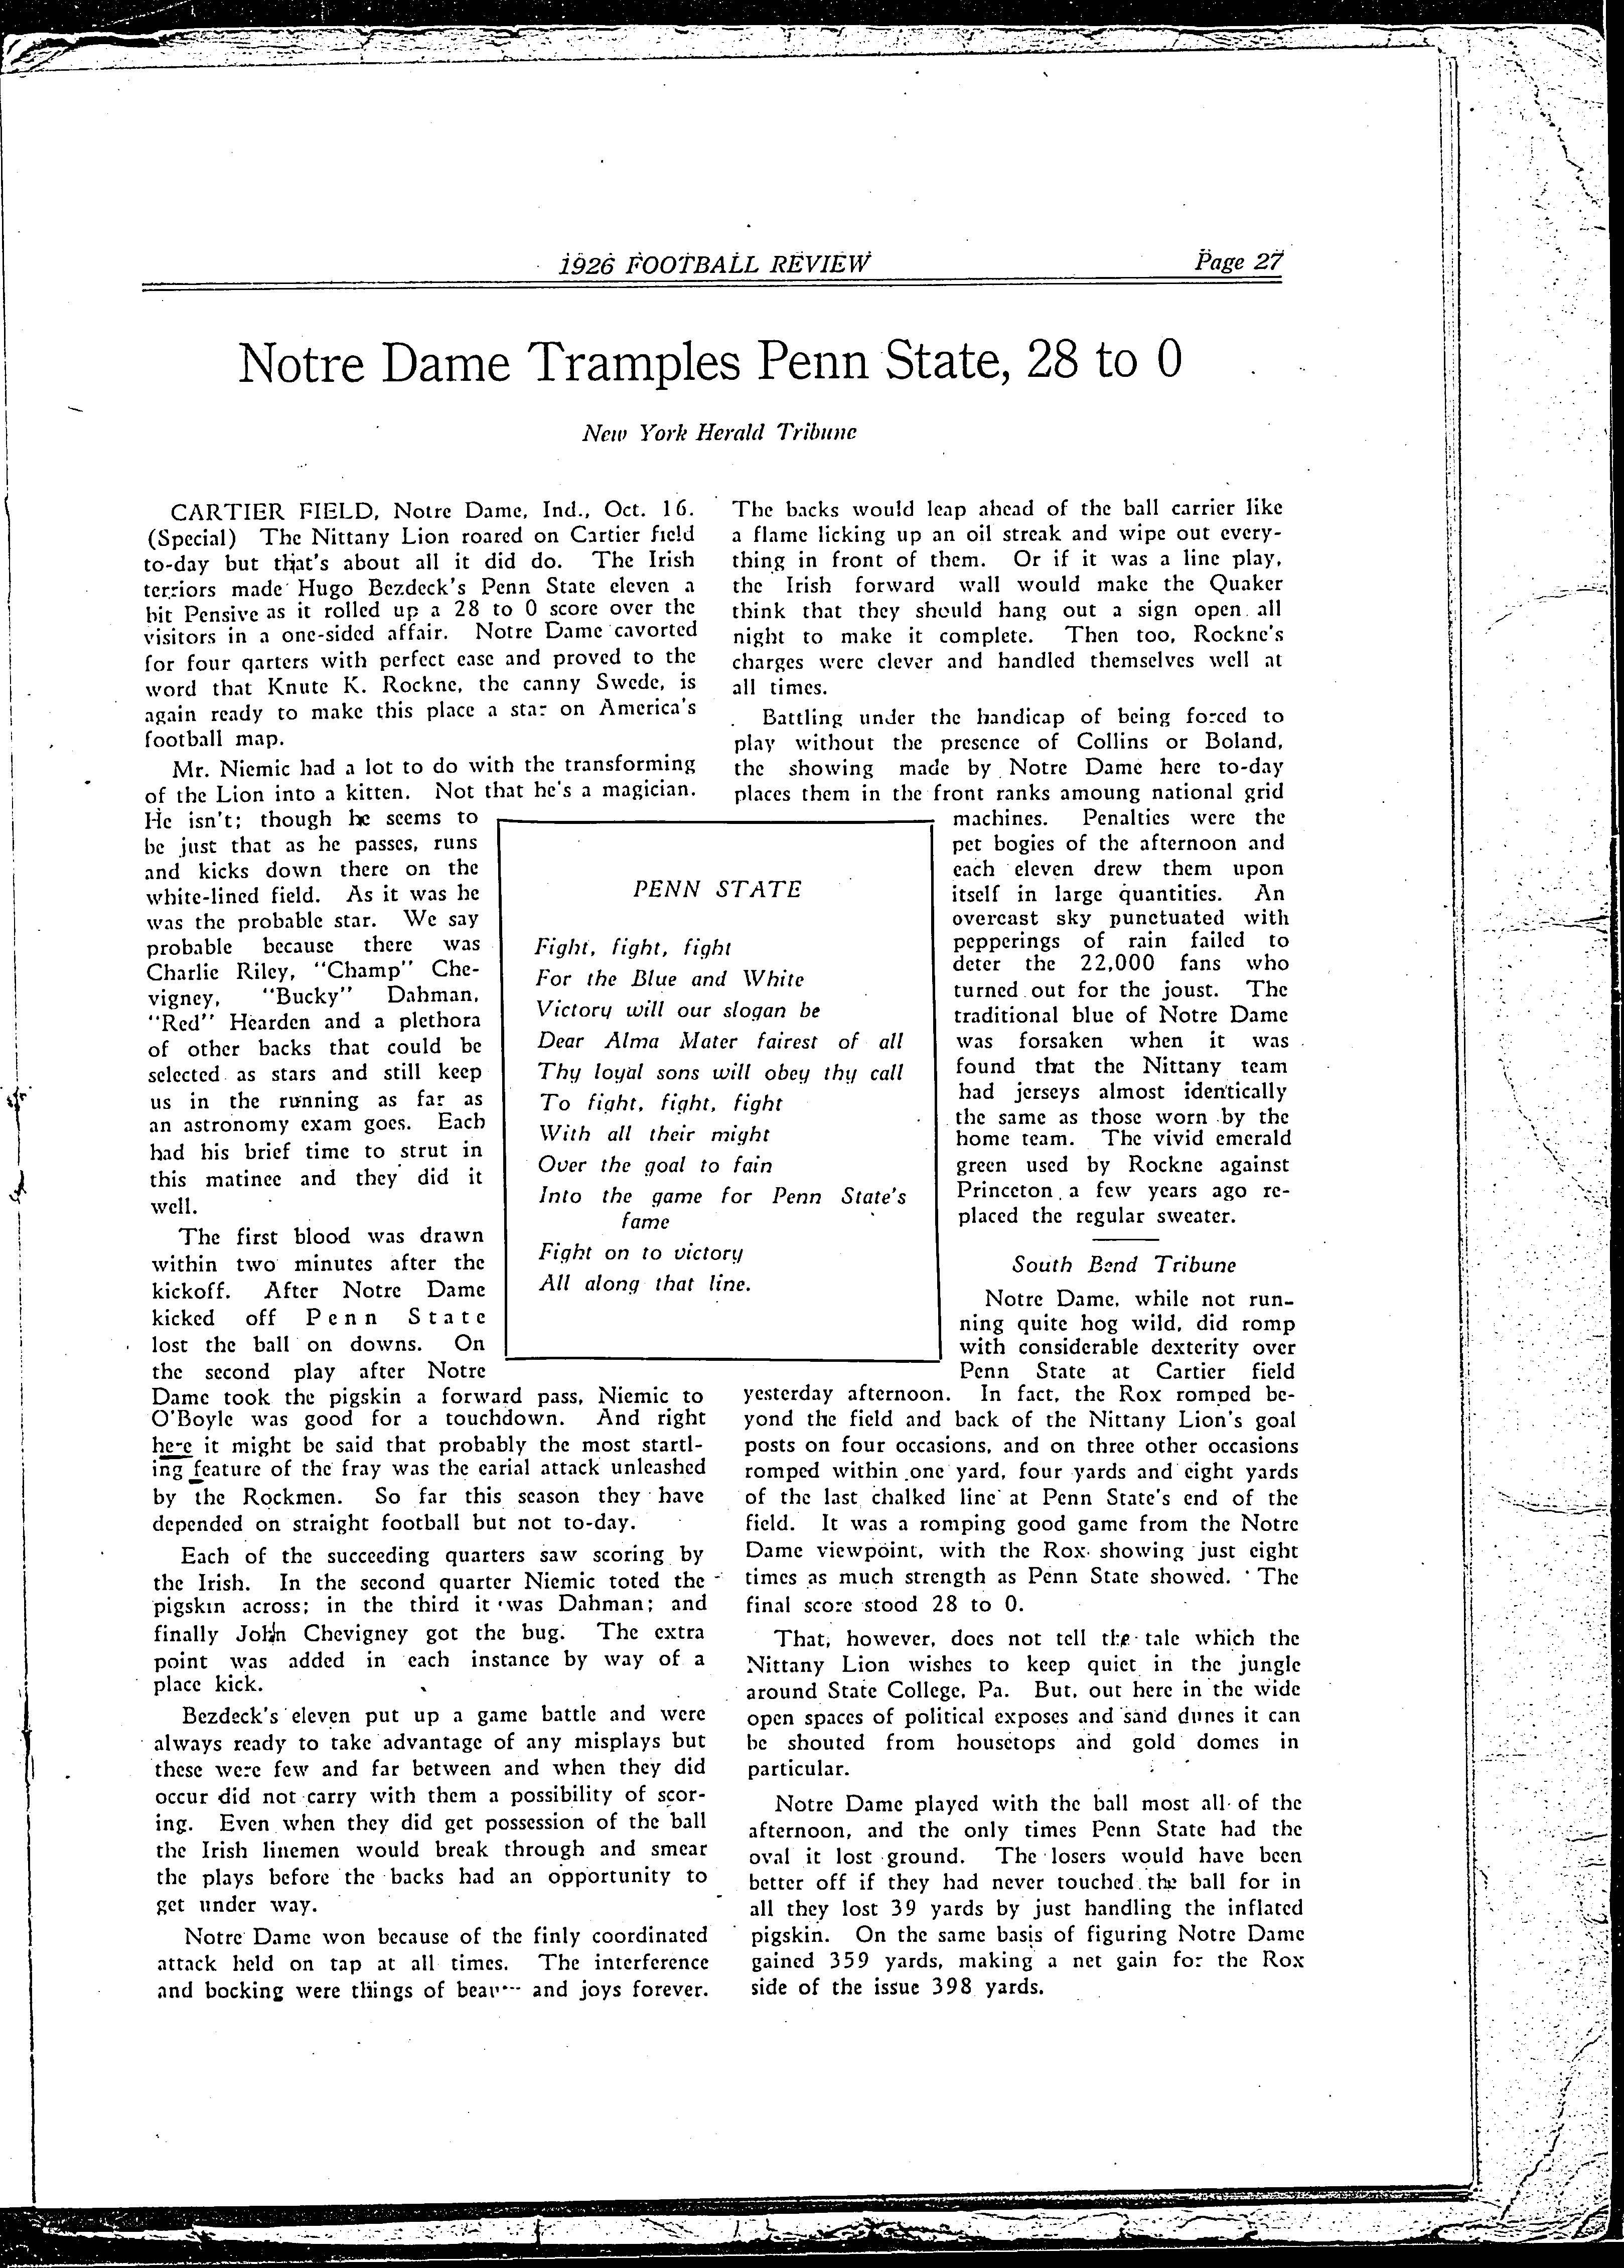 1926 FOOTBALL REVIEW
Page 27
Notre Dame Tramples Penn State, 28 to 0
New York Herald Tribune
CARTIER FIELD, Notre Dame, Ind., Oct. 16.
(Special) The Nittany Lion roared on Cartier field
to-day but that's about all it did do. The Irish
terriors made Hugo Bezdeck's Penn State eleven a
bit Pensive as it rolled up a 28 to 0 score over the
visitors in a one-sided affair. Notre Dame cavorted
for four qarters with perfect ease and proved to the
word that Knute K. Rockne, the canny Swede, is
again ready to make this place a star on America's
football map.
Mr. Niemic had a lot to do with the transforming
of the Lion into a kitten. Not that he's a magician.
He isn't; though he seems to
be just that as he passes, runs
and kicks down there on the
white-lined field. As it was he
was the probable star. We say
probable because there was
Charlie Riley, "Champ" Che-
vigney, "Bucky" Dahman,
"Red" Hearden and a plethora
of other backs that could be
selected as stars and still keep
us in the running as far as
an astronomy exam goes. Each
had his brief time to strut in
this matinee and they did it
well.
The first blood was drawn
within two minutes after the
kickoff. After Notre Dame
kicked off Penn State
lost the ball on downs. On
the second play after Notre
Dame took the pigskin a forward pass, Niemic to
O'Boyle was good for a touchdown. And right
here it might be said that probably the most startl-
ing feature of the fray was the earial attack unleashed
by the Rockmen. So far this season they have
depended on straight football but not to-day.
Each of the succeeding quarters saw scoring by
the Irish. In the second quarter Niemic toted the
pigskin across; in the third it was Dahman; and
finally John Chevigney got the bug. The extra
point was added in each instance by way of a
place kick.
Bezdeck's eleven put up a game battle and were
always ready to take advantage of any misplays but
these were few and far between and when they did
occur did not carry with them a possibility of scor-
ing. Even when they did get possession of the ball
the Irish linemen would break through and smear
the plays before the backs had an opportunity to
get under way.
Notre Dame won because of the finly coordinated
attack held on tap at all times. The interference
and bocking were things of and joys forever.
PENN STATE
Fight, fight, fight
For the Blue and White
Victory will our slogan be
Dear Alma Mater fairest of all
Thy loyal sons will obey thy call
To fight, fight, fight
With all their might
Over the goal to fain
Into the game for Penn State's
fame
Fight on to victory
All along that line.
The backs would leap ahead of the ball carrier like
a flame licking up an oil streak and wipe out every-
thing in front of them. Or if it was a line play,
the Irish forward wall would make the Quaker
think that they should hang out a sign open all
night to make it complete. Then too, Rockne's
charges were clever and handled themselves well at
all times.
Battling under the handicap of being forced to
play without the presence of Collins or Boland,
the showing made by Notre Dame here to-day
places them in the front ranks amoung national grid
machines. Penalties were the
pet bogies of the afternoon and
each eleven drew them upon
itself in large quantities. An
overcast sky punctuated with
pepperings of rain failed to
deter the 22,000 fans who
turned out for the joust. The
traditional blue of Notre Dame
was forsaken when it was
found that the Nittany team
had jerseys almost identically
the same as those worn by the
home team. The vivid emerald
green used by Rockne against
Princeton a few years ago re-
placed the regular sweater.
South Bend Tribune
Notre Dame, while not run-
ning quite hog wild, did romp
with considerable dexterity over
Penn State at Cartier field
yesterday afternoon. In fact, the Rox romped be-
yond the field and back of the Nittany Lion's goal
posts on four occasions, and on three other occasions
romped within one yard, four yards and eight yards
of the last chalked line at Penn State's end of the
field. It was a romping good game from the Notre
Dame viewpoint, with the Rox showing just eight
times as much strength as Penn State showed. The
final score stood 28 to 0.
That, however, does not tell the tale which the
Nittany Lion wishes to keep quiet in the jungle
around State College, Pa. But, out here in the wide
open spaces of political exposes and sand dunes it can
be shouted from housetops and gold domes in
particular.
Notre Dame played with the ball most all of the
afternoon, and the only times Penn State had the
oval it lost ground. The losers would have been
better off if they had never touched the ball for in
all they lost 39 yards by just handling the inflated
pigskin. On the same basis of figuring Notre Dame
gained 359 yards, making a net gain for the Rox
side of the issue 398 yards.